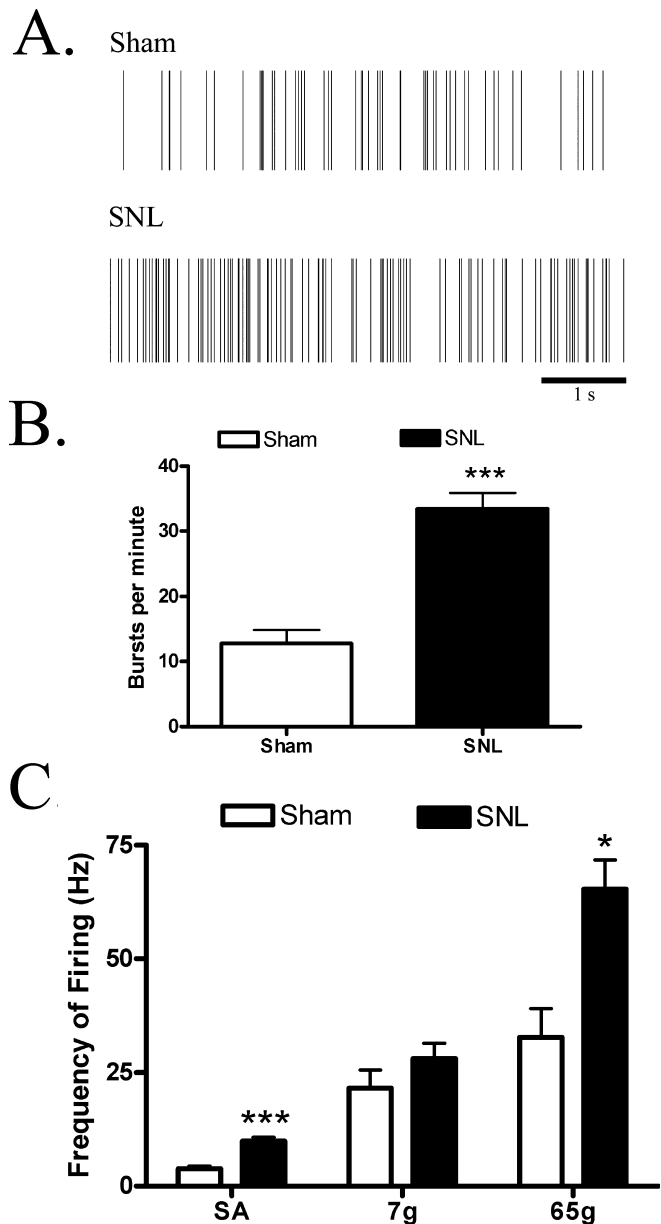 A.
Sham
SNL
1 s
B.
Sham SNL
Bursts per minute
40
30
20
10
0
***
Sham SNL
C.
Sham SNL
Frequency of Firing (Hz)
75
50
25
0
***
*
SA 7g 65g